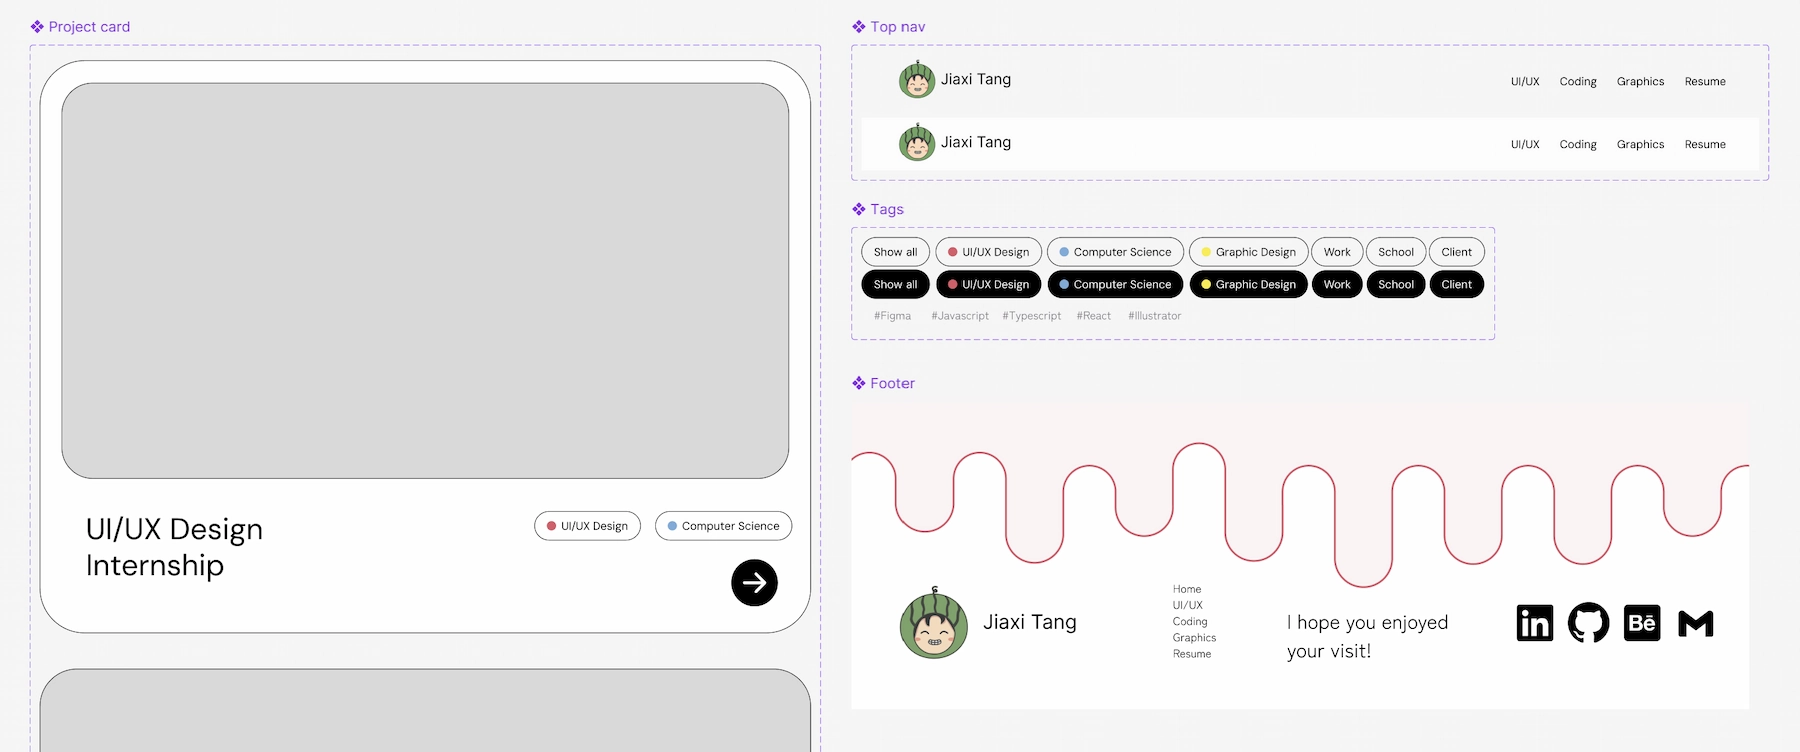 Project card
UI/UX Design
Internship
UI/UX Design
Computer Science
Top nav
Jiaxi Tang
UI/UX Coding Graphics Resume
Jiaxi Tang
UI/UX Coding Graphics Resume
Tags
Show all UI/UX Design Computer Science Graphic Design Work School Client
Show all UI/UX Design Computer Science Graphic Design Work School Client
#Figma #Javascript #Typescript #React #Illustrator
Footer
Jiaxi Tang
Home
UI/UX
Coding
Graphics
Resume
I hope you enjoyed
your visit!
in
Bē